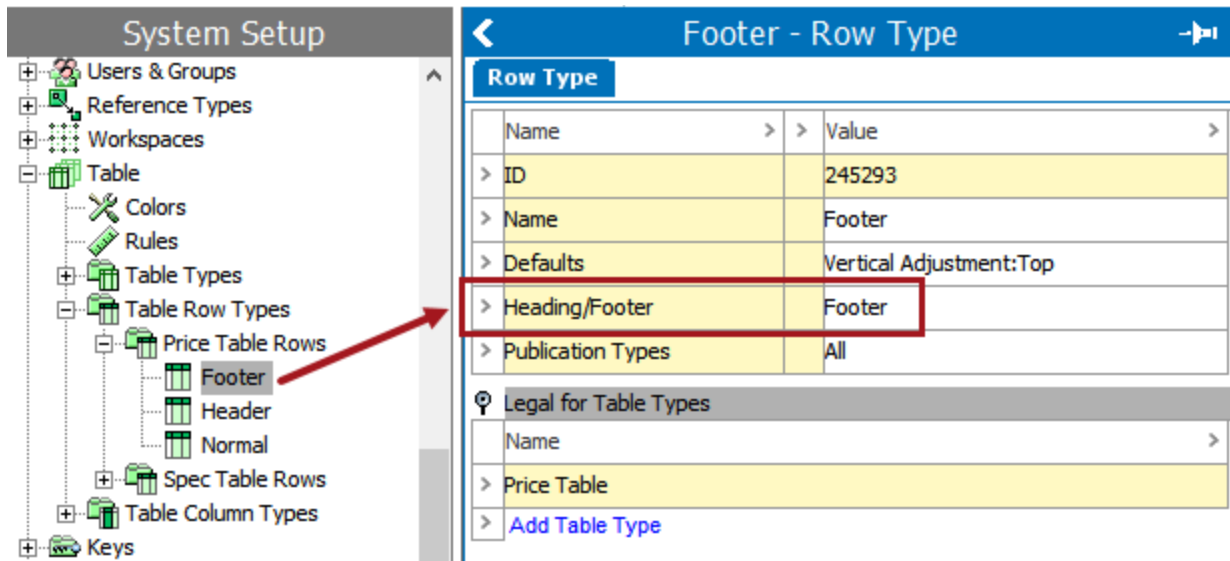 System Setup
Users & Groups
Reference Types
Workspaces
Table
Colors
Rules
Table Types
Table Row Types
Price Table Rows
Footer
Header
Normal
Spec Table Rows
Table Column Types
Keys
Footer - Row Type
Row Type
Name > > Value >
> ID 245293
> Name Footer
> Defaults Vertical Adjustment:Top
> Heading/Footer Footer
> Publication Types All
Legal for Table Types
Name >
> Price Table
> Add Table Type